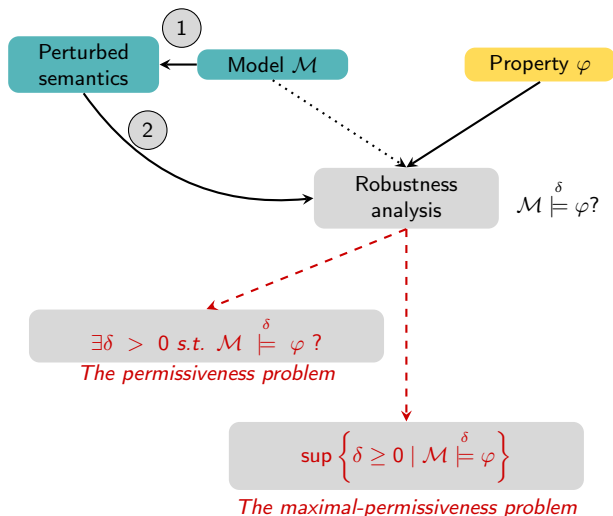 1
Perturbed
semantics
Model ℳ
Property φ
2
Robustness
analysis
ℳ ⊨^δ φ?
∃δ > 0 s.t. ℳ ⊨^δ φ ?
The permissiveness problem
sup {δ ≥ 0 | ℳ ⊨^δ φ}
The maximal-permissiveness problem